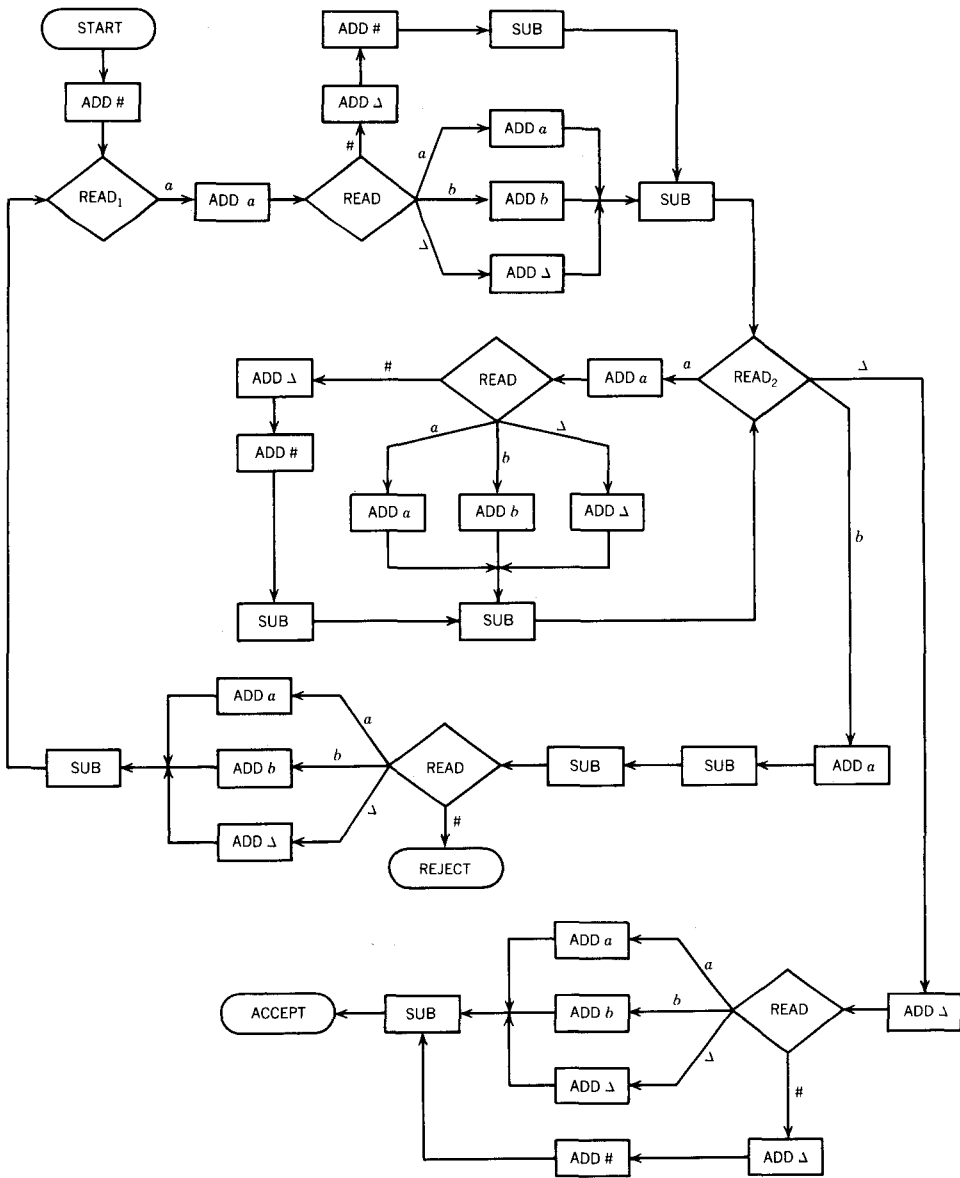 START
ADD #
SUB
ADD #
ADD Δ
#
a
ADD a
READ₁
a
ADD a
READ
b
ADD b
SUB
Δ
ADD Δ
ADD Δ
#
READ
ADD a
a
READ₂
Δ
ADD #
a
b
Δ
ADD a
ADD b
ADD Δ
b
SUB
SUB
ADD a
a
SUB
ADD b
b
READ
SUB
SUB
ADD a
ADD Δ
Δ
#
REJECT
ADD a
a
ACCEPT
SUB
ADD b
b
READ
ADD Δ
ADD Δ
Δ
#
ADD #
ADD Δ